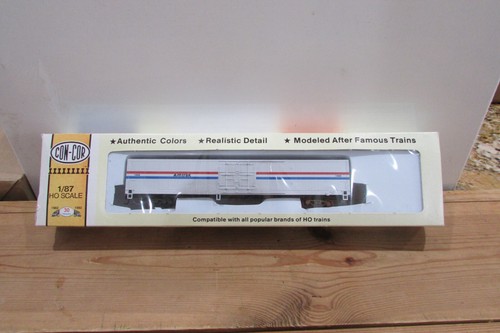 CON-COR
1/87
HO SCALE
★Authentic Colors ★Realistic Detail ★Modeled After Famous Trains
Amtrak
Compatible with all popular brands of HO trains